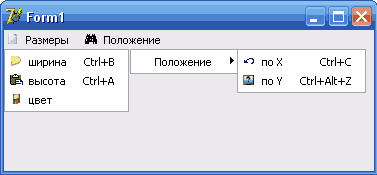 Form1
Размеры Положение
ширина Ctrl+B Положение по X Ctrl+C
высота Ctrl+A по Y Ctrl+Alt+Z
цвет